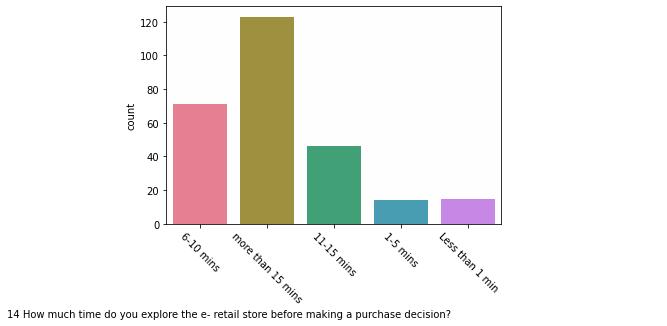 120
100
80
60
40
20
0
count
6-10 mins
more than 15 mins
11-15 mins
1-5 mins
Less than 1 min
14 How much time do you explore the e- retail store before making a purchase decision?